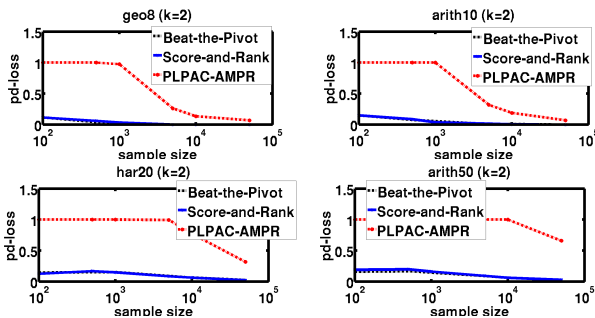 geo8 (k=2)
pd-loss
1.5
1
0.5
0
10^2
10^3
10^4
10^5
sample size
Beat-the-Pivot
Score-and-Rank
PLPAC-AMPR
arith10 (k=2)
pd-loss
1.5
1
0.5
0
10^2
10^3
10^4
10^5
sample size
Beat-the-Pivot
Score-and-Rank
PLPAC-AMPR
har20 (k=2)
pd-loss
1.5
1
0.5
0
10^2
10^3
10^4
10^5
sample size
Beat-the-Pivot
Score-and-Rank
PLPAC-AMPR
arith50 (k=2)
pd-loss
1.5
1
0.5
0
10^2
10^3
10^4
10^5
sample size
Beat-the-Pivot
Score-and-Rank
PLPAC-AMPR